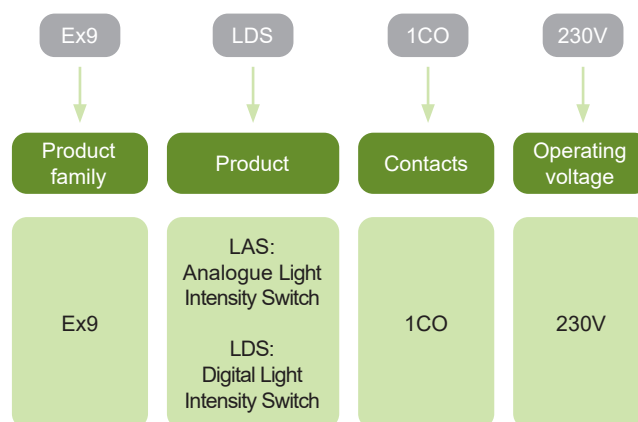 Ex9
LDS
1CO
230V
Product
family
Product
Contacts
Operating
voltage
Ex9
LAS:
Analogue Light
Intensity Switch
LDS:
Digital Light
Intensity Switch
1CO
230V